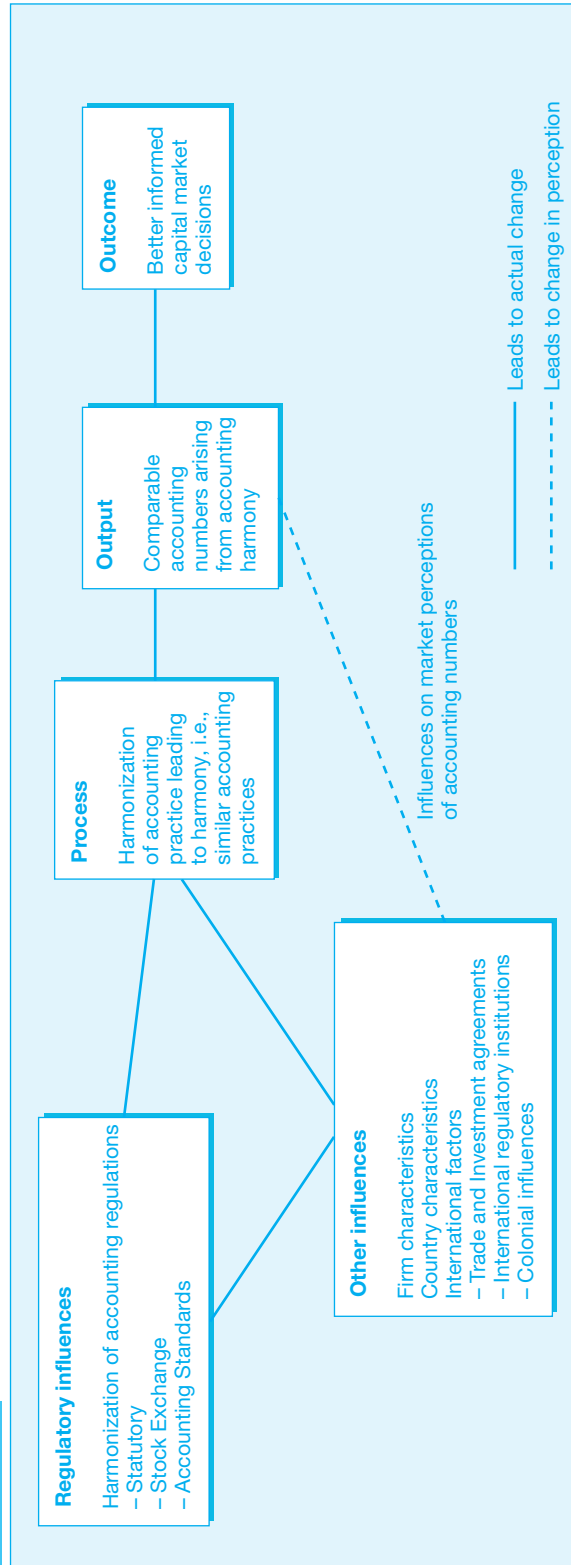 Regulatory influences
Harmonization of accounting regulations
– Statutory
– Stock Exchange
– Accounting Standards
Other influences
Firm characteristics
Country characteristics
International factors
– Trade and Investment agreements
– International regulatory institutions
– Colonial influences
Process
Harmonization
of accounting
practice leading
to harmony, i.e.,
similar accounting
practices
Output
Comparable
accounting
numbers arising
from accounting
harmony
Outcome
Better informed
capital market
decisions
Influences on market perceptions
of accounting numbers
Leads to actual change
Leads to change in perception